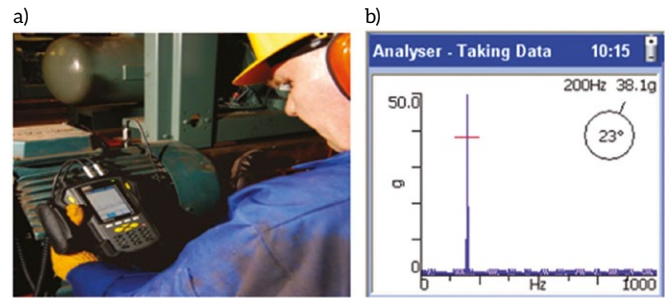 a)
b)
Analyser - Taking Data 10:15
200Hz 38.1g
50.0
23°
g
0
0 Hz 1000